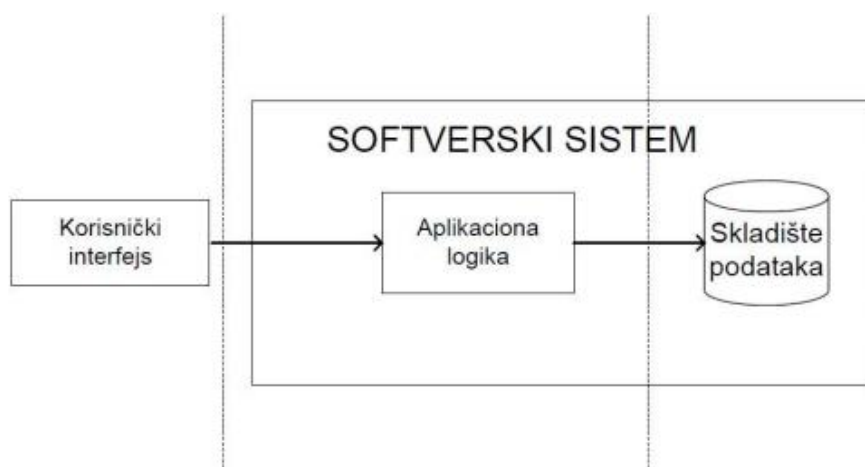 SOFTVERSKI SISTEM
Korisnički
interfejs
Aplikaciona
logika
Skladište
podataka